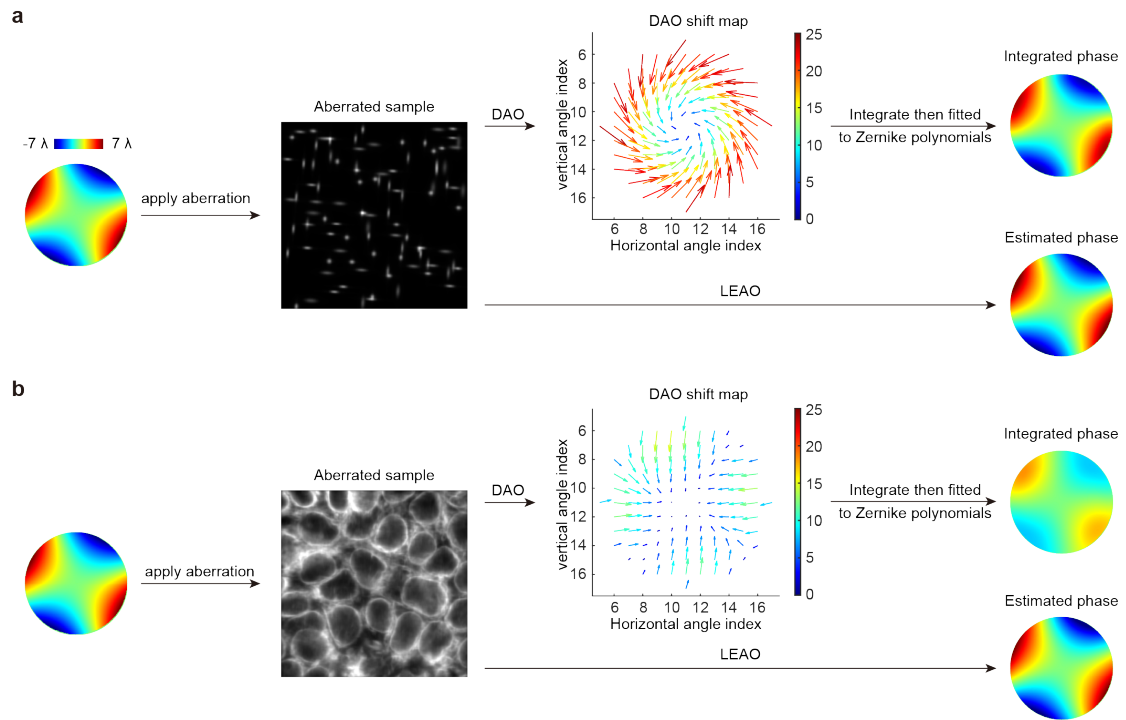 a
DAO shift map
25
20
15
10
5
0
6
8
10
12
14
16
vertical angle index
6 8 10 12 14 16
Horizontal angle index
Integrated phase
Aberrated sample
DAO
Integrate then fitted
to Zernike polynomials
-7 λ 7 λ
apply aberration
Estimated phase
LEAO
b
DAO shift map
25
20
15
10
5
0
6
8
10
12
14
16
vertical angle index
6 8 10 12 14 16
Horizontal angle index
Integrated phase
Aberrated sample
DAO
Integrate then fitted
to Zernike polynomials
apply aberration
Estimated phase
LEAO